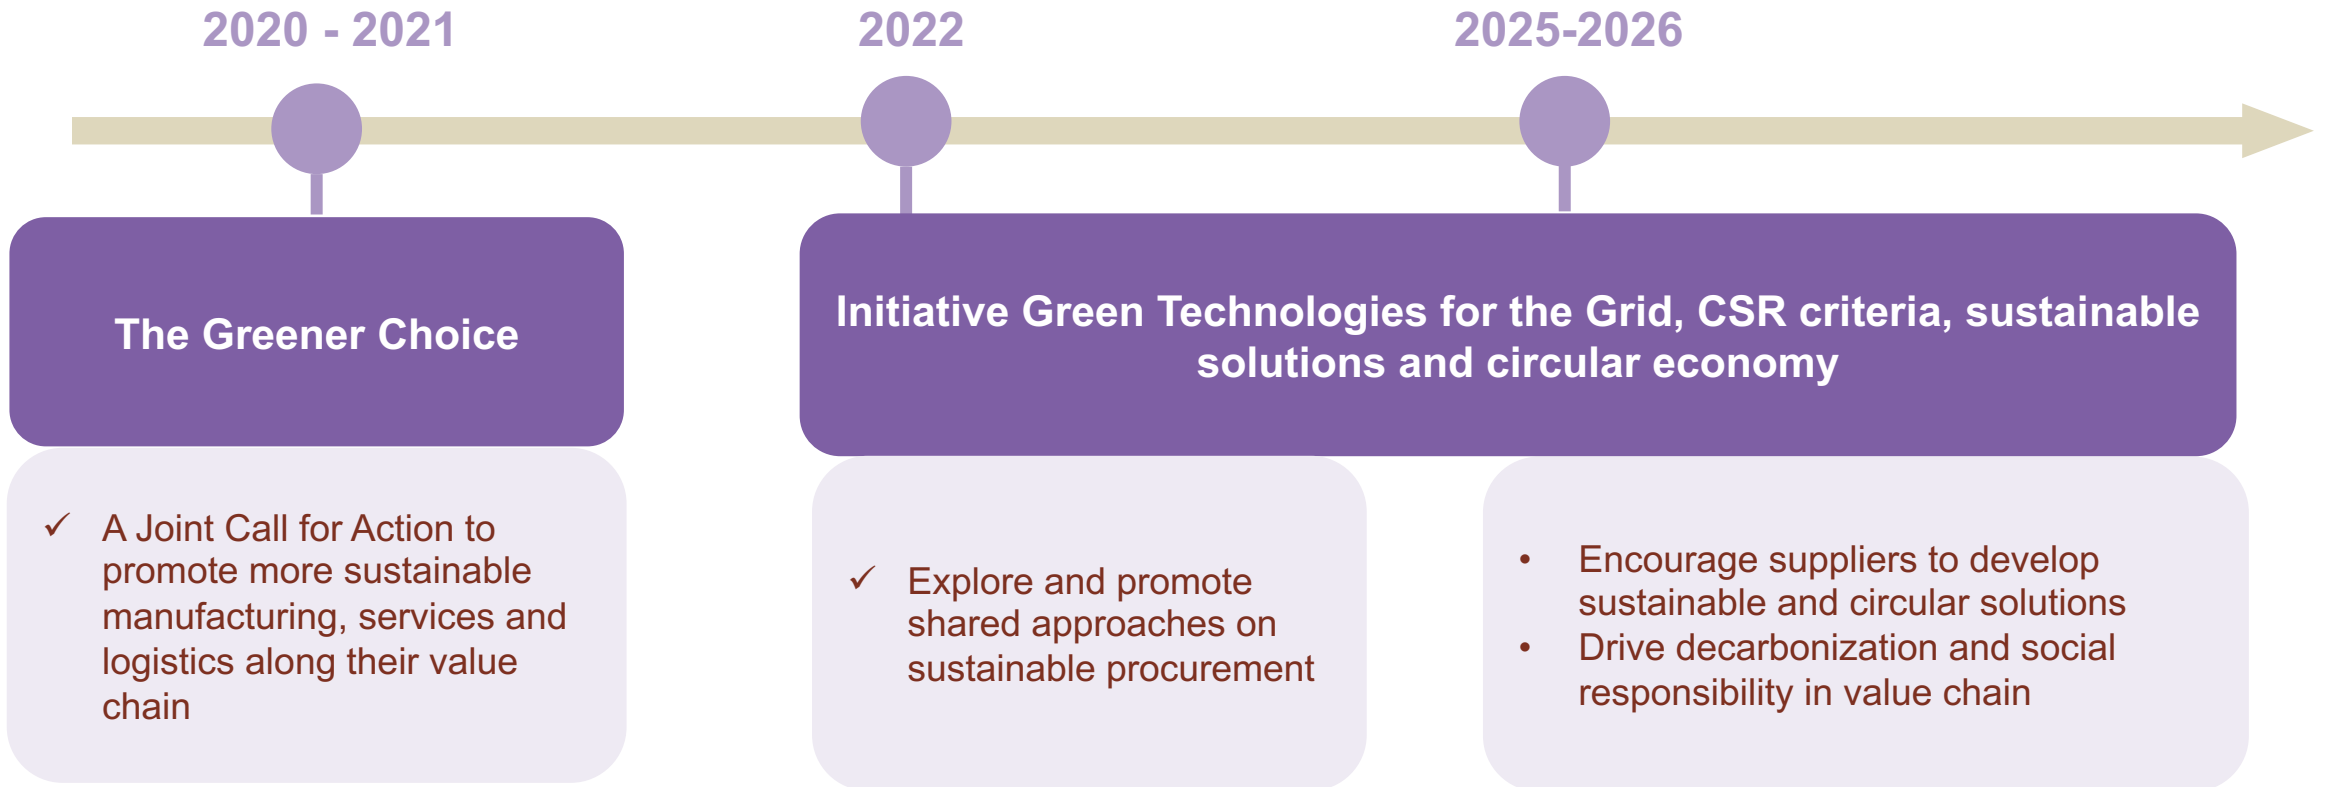 2020 - 2021
2022
2025-2026
The Greener Choice
Initiative Green Technologies for the Grid, CSR criteria, sustainable
solutions and circular economy
✓ A Joint Call for Action to
promote more sustainable
manufacturing, services and
logistics along their value
chain
✓ Explore and promote
shared approaches on
sustainable procurement
• Encourage suppliers to develop
sustainable and circular solutions
• Drive decarbonization and social
responsibility in value chain